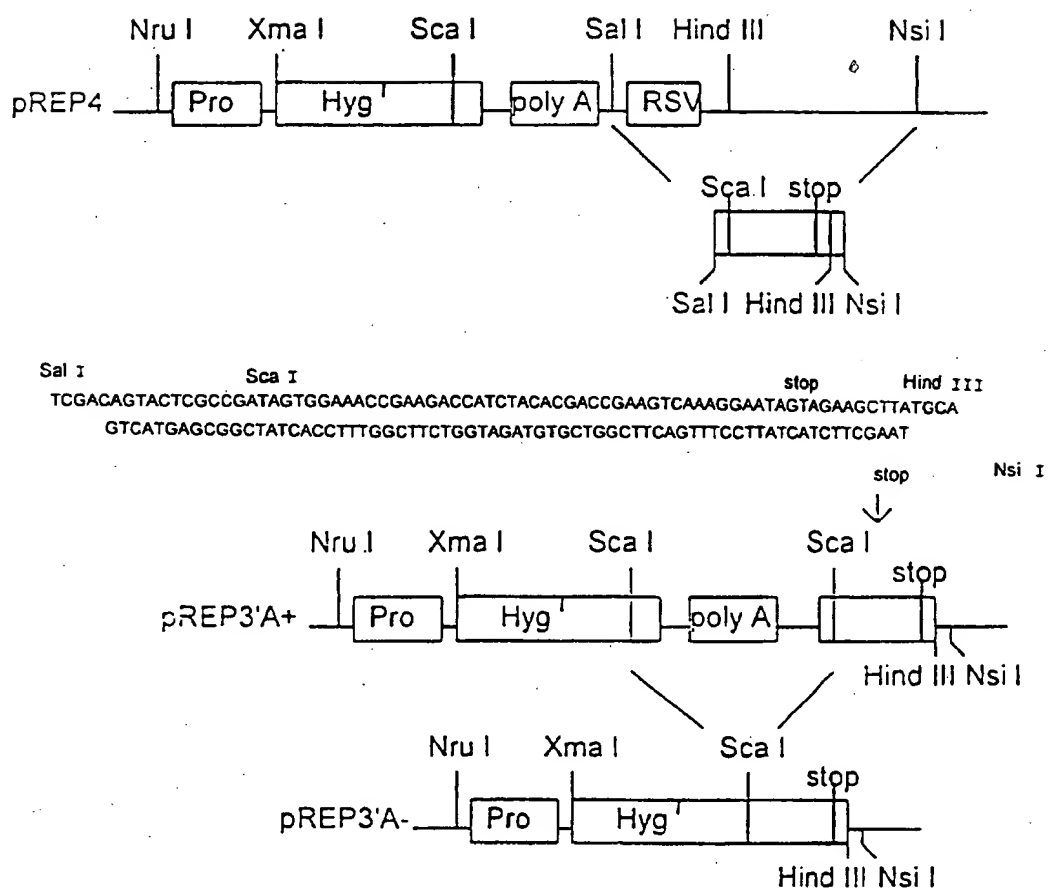 Nru I Xma I Sca I Sal I Hind III Nsi I
pREP4 Pro Hyg' poly A RSV
Sca I stop
Sal I Hind III Nsi I
Sal I Sca I stop Hind III
TCGACAGTACTCGCCGATAGTGGAAACCGAAGACCATCTACACGACCGAAGTCAAAGGAATAGTAGAAGCTTATGCA
GTCATGAGCGGCTATCACCTTTGGCTTCTGGTAGATGTGCTGGCTTCAGTTTCCTTATCATCTTCGAAT
stop Nsi I
Nru I Xma I Sca I Sca I stop
pREP3'A+ Pro Hyg' poly A
Hind III Nsi I
Nru I Xma I Sca I stop
pREP3'A- Pro Hyg'
Hind III Nsi I